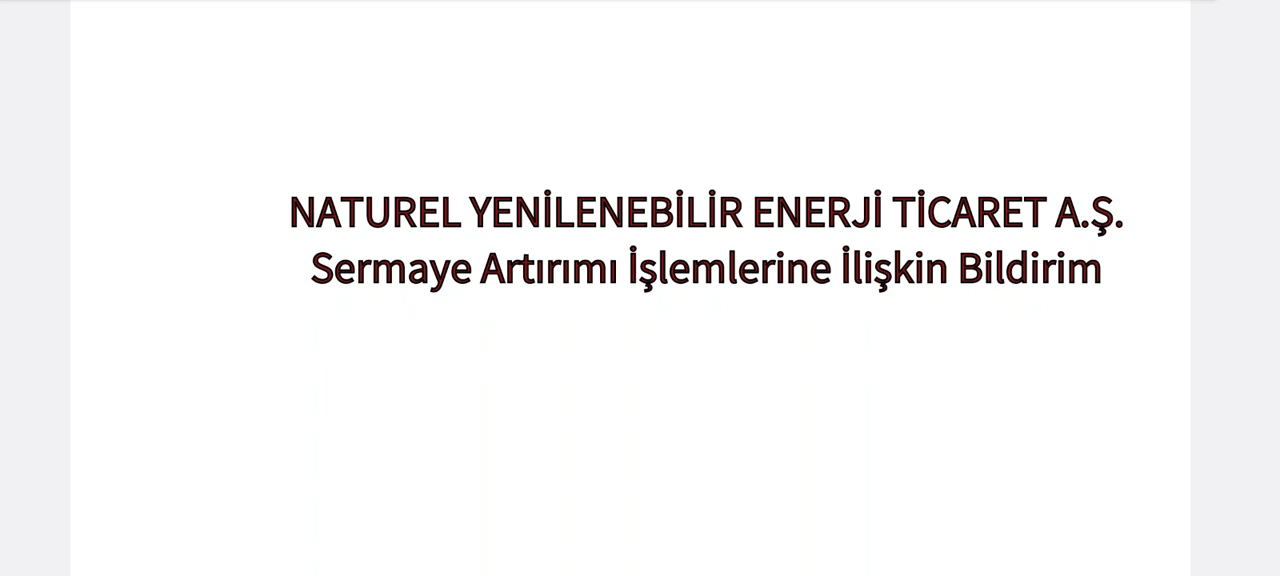 NATUREL YENİLENEBİLİR ENERJİ TİCARET A.Ş.
Sermaye Artırımı İşlemlerine İlişkin Bildirim